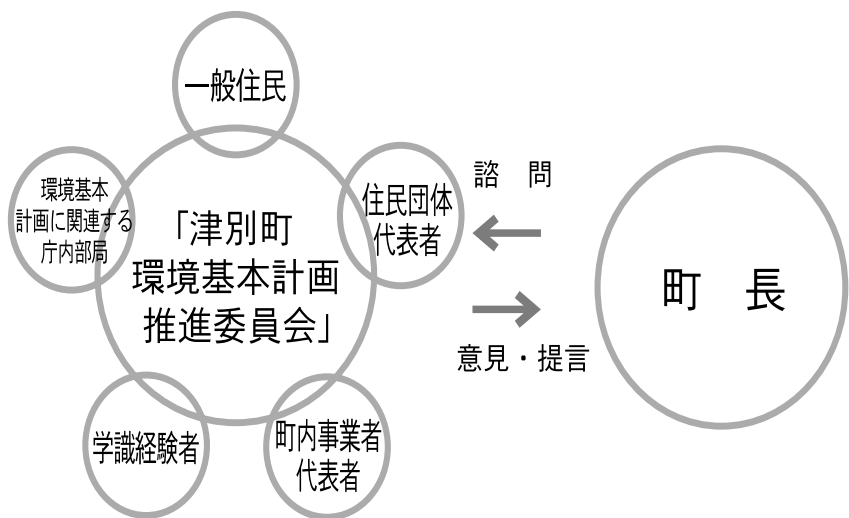 一般住民
環境基本
計画に関連する
庁内部局
住民団体
代表者
「津別町
環境基本計画
推進委員会」
学識経験者
町内事業者
代表者
諮　問
意見・提言
町　長